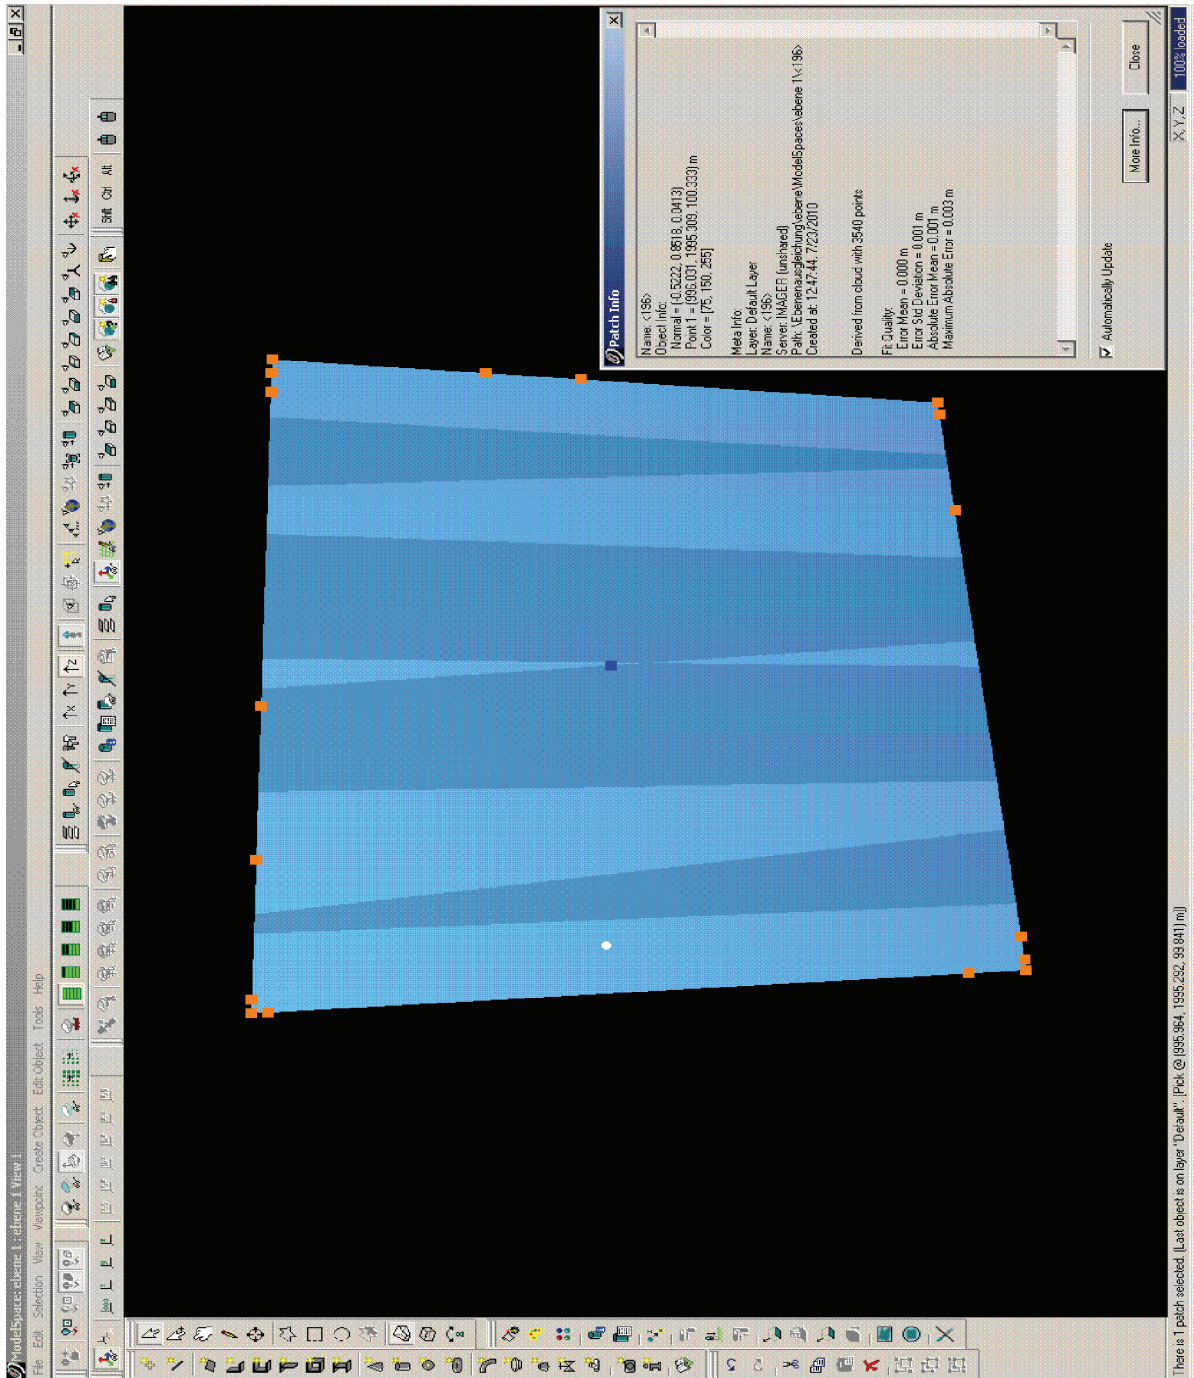 ModelSpace: ebene 1 : ebene 1 View 1
File Edit Selection View Viewpoint Create Object Edit Object Tools Help
Shift Ctrl Alt
Patch Info
Name: <196>
Object Info:
Normal = (-0.5222, 0.8518, 0.0413)
Point 1 = (996.031, 1995.309, 100.333) m
Color = [75, 150, 255]
Meta Info:
Layer: Default Layer
Name: <196>
Server: IMAGER (unshared)
Path: \Ebenenausgleichung\ebene\ModelSpaces\ebene 1\<196>
Created at: 12:47:44, 7/23/2010
Derived from cloud with 3540 points
Fit Quality:
Error Mean = 0.000 m
Error Std Deviation = 0.001 m
Absolute Error Mean = 0.001 m
Maximum Absolute Error = 0.003 m
Automatically Update
More Info...
Close
There is 1 patch selected. (Last object is on layer "Default". [Pick @ (995.964, 1995.292, 99.841) m])
X, Y, Z
100% loaded